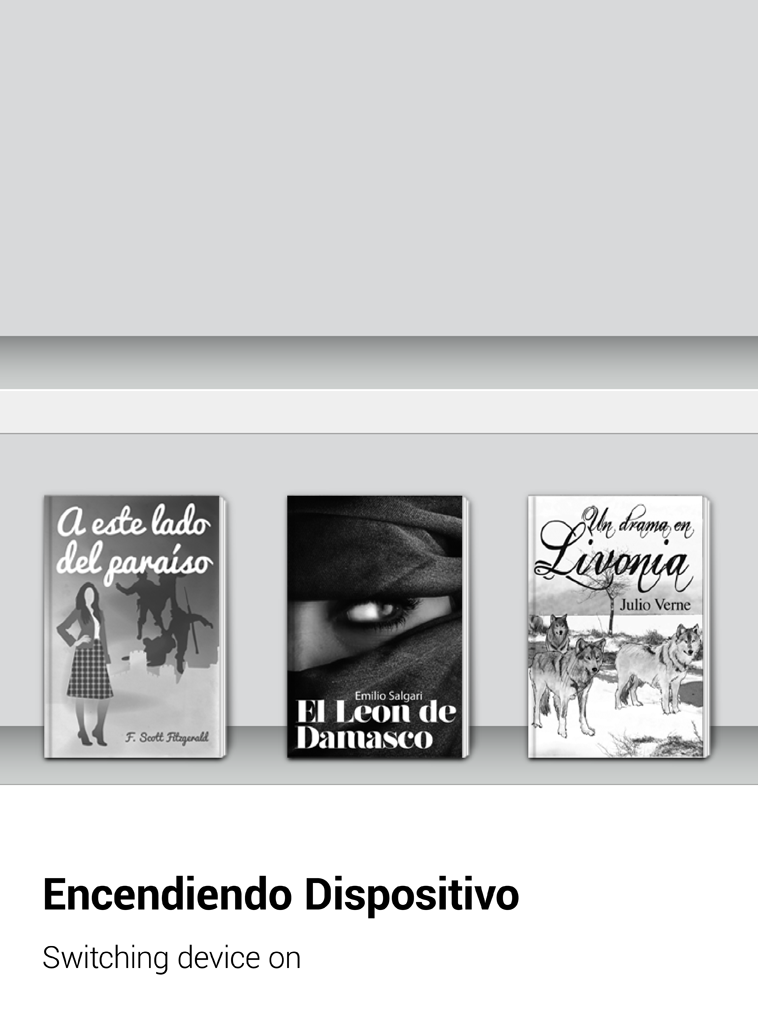 A este lado
del paraíso
F. Scott Fitzgerald
Emilio Salgari
El Leon de
Damasco
Un drama en
Livonia
Julio Verne
Encendiendo Dispositivo
Switching device on